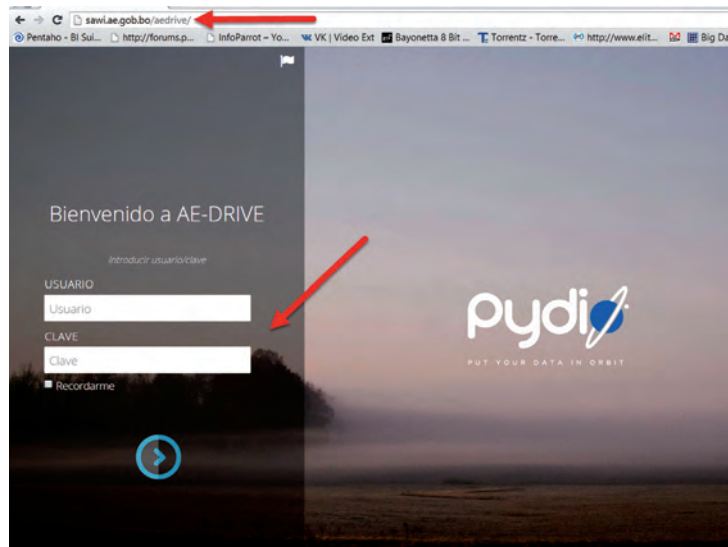 sawi.ae.gob.bo/aedrive/
Pentaho - BI Sui... http://forums.p... InfoParrot – Yo... VK | Video Ext Bayonetta 8 Bit ... Torrentz - Torre... http://www.elit... Big Da
Bienvenido a AE-DRIVE
Introducir usuario/clave
USUARIO
Usuario
CLAVE
Clave
Recordarme
pydio
PUT YOUR DATA IN ORBIT